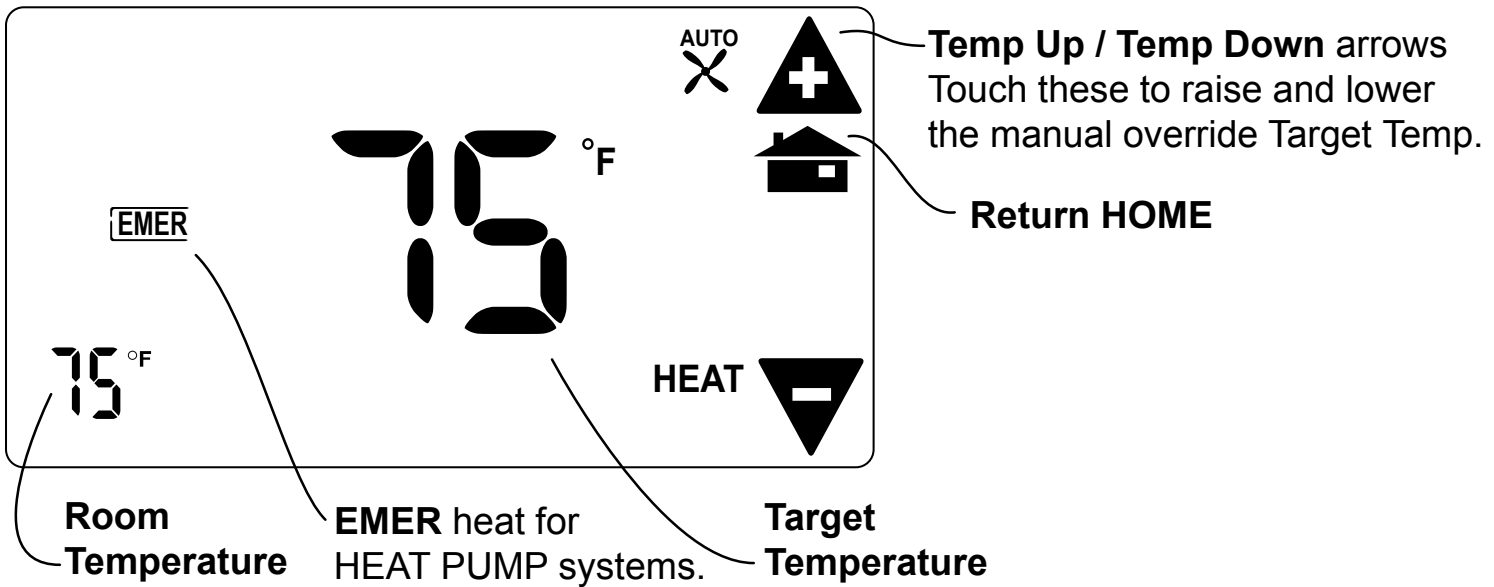 AUTO
Temp Up / Temp Down arrows
Touch these to raise and lower
the manual override Target Temp.
75 °F
Return HOME
EMER
75 °F
HEAT
Room
Temperature
EMER heat for
HEAT PUMP systems.
Target
Temperature